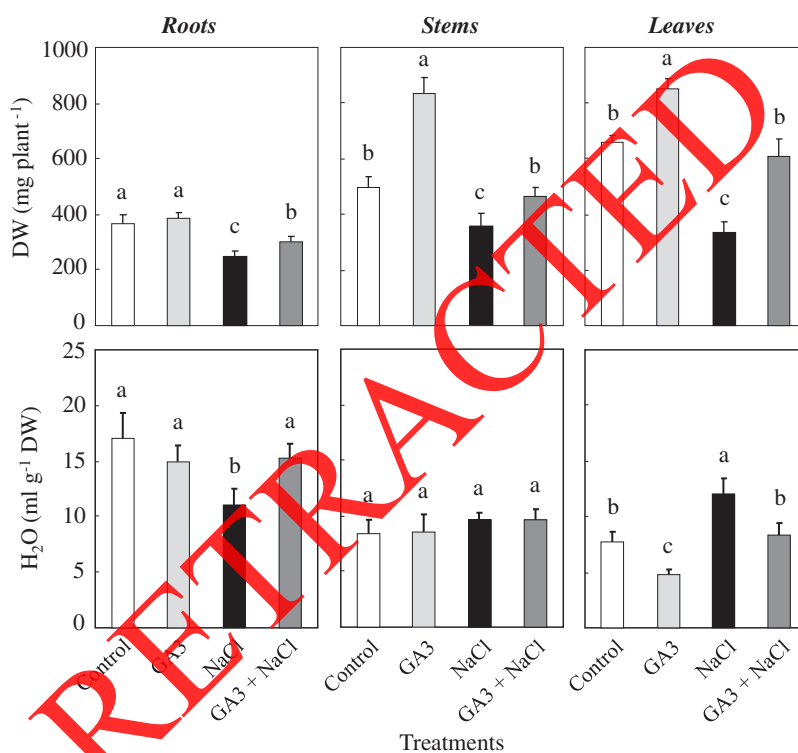 Roots Stems Leaves
1000
800
600
400
200
0
DW (mg plant⁻¹)
a a c b
b a c b
b a c b
25
20
15
10
5
0
H₂O (ml g⁻¹ DW)
a a b a
a a a a
b c a b
Control GA3 NaCl GA3 + NaCl
Control GA3 NaCl GA3 + NaCl
Control GA3 NaCl GA3 + NaCl
Treatments
RETRACTED